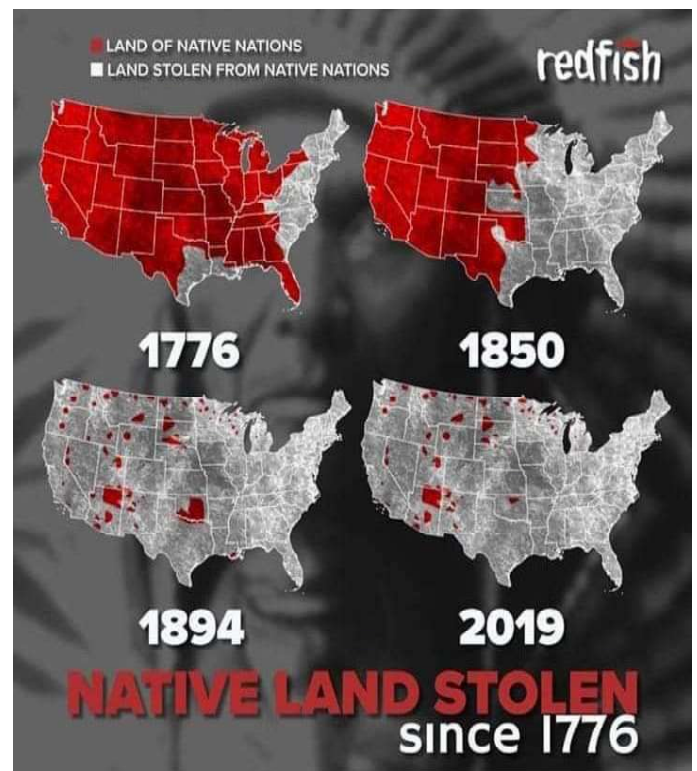 LAND OF NATIVE NATIONS
LAND STOLEN FROM NATIVE NATIONS
redfish
1776
1850
1894
2019
NATIVE LAND STOLEN
since 1776